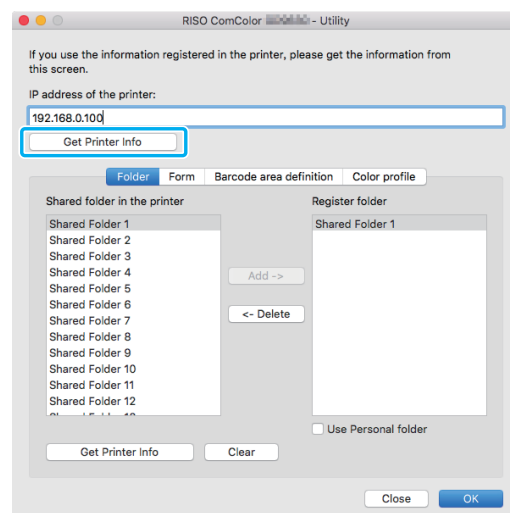 RISO ComColor - Utility
If you use the information registered in the printer, please get the information from
this screen.
IP address of the printer:
192.168.0.100
Get Printer Info
Folder Form Barcode area definition Color profile
Shared folder in the printer
Register folder
Shared Folder 1
Shared Folder 2
Shared Folder 3
Shared Folder 4
Shared Folder 5
Shared Folder 6
Shared Folder 7
Shared Folder 8
Shared Folder 9
Shared Folder 10
Shared Folder 11
Shared Folder 12
Add ->
<- Delete
Shared Folder 1
Use Personal folder
Get Printer Info
Clear
Close
OK